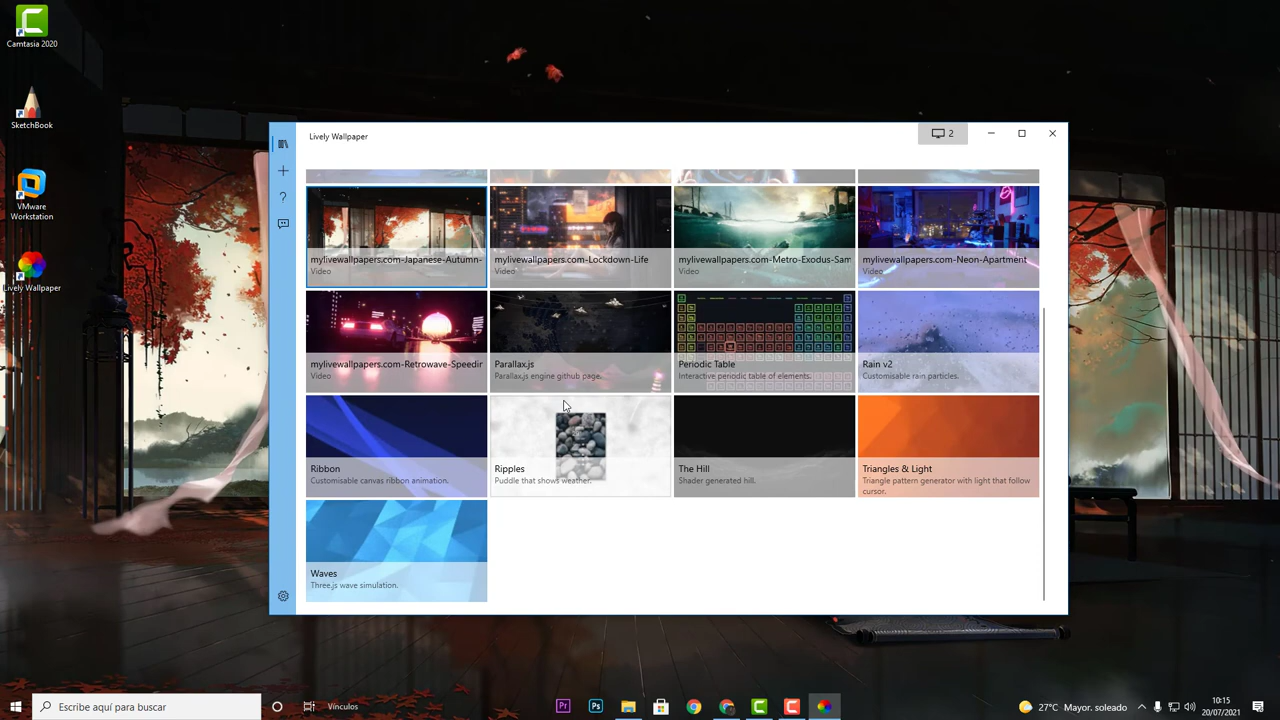 Camtasia 2020
SketchBook
VMware
Workstation
Lively Wallpaper
Lively Wallpaper
2
mylivewallpapers.com-Japanese-Autumn-
Video
mylivewallpapers.com-Lockdown-Life
Video
mylivewallpapers.com-Metro-Exodus-Sam
Video
mylivewallpapers.com-Neon-Apartment
Video
mylivewallpapers.com-Retrowave-Speedir
Video
Parallax.js
Parallax.js engine github page.
Periodic Table
Interactive periodic table of elements.
Rain v2
Customisable rain particles.
Ribbon
Customisable canvas ribbon animation.
Ripples
Puddle that shows weather.
The Hill
Shader generated hill.
Triangles & Light
Triangle pattern generator with light that follow
cursor.
Waves
Three.js wave simulation.
Escribe aquí para buscar
Vínculos
Pr
Ps
27°C Mayor. soleado
10:15
20/07/2021